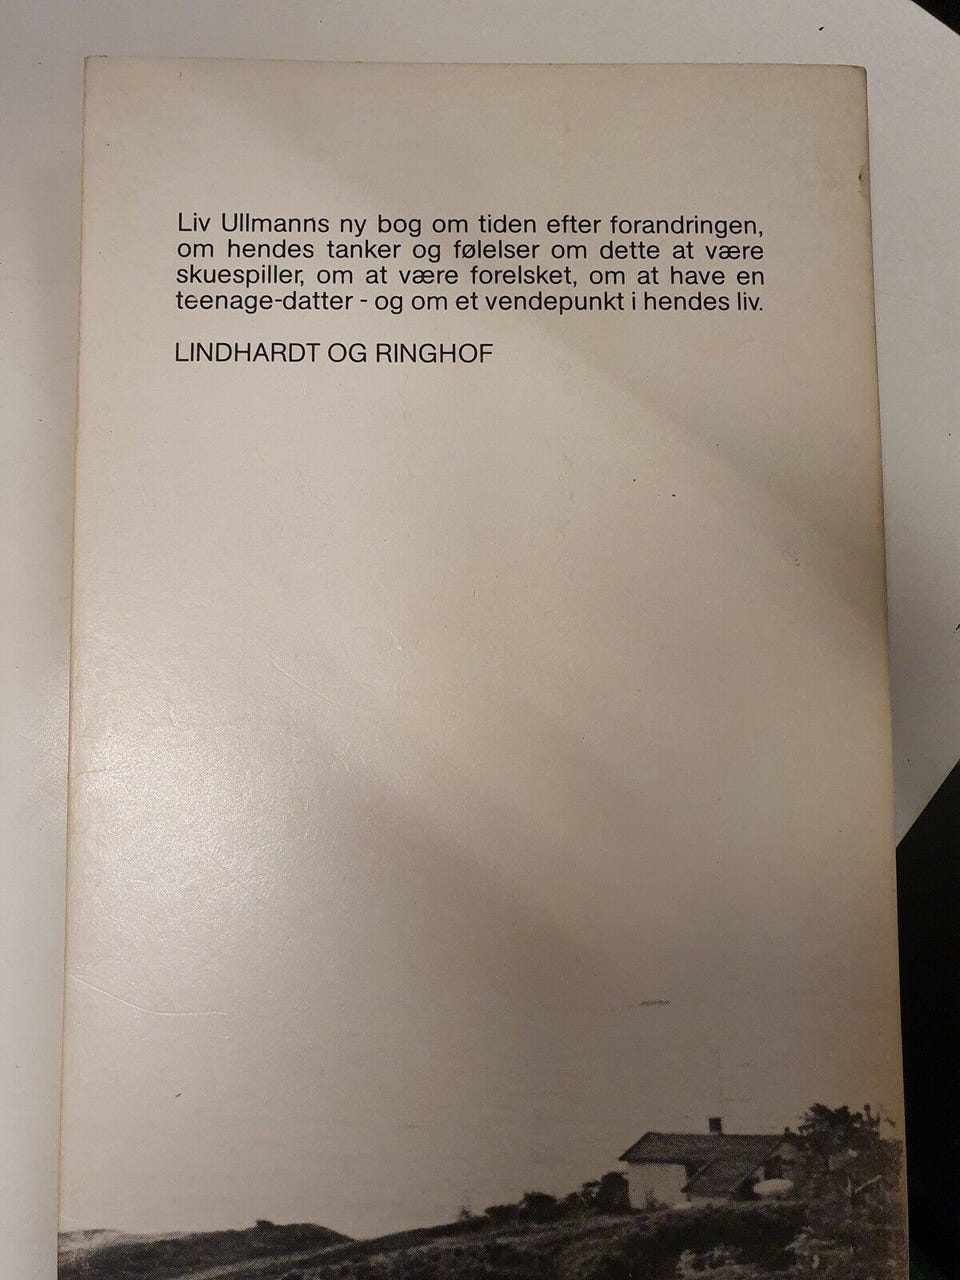 Liv Ullmanns ny bog om tiden efter forandringen,
om hendes tanker og følelser om dette at være
skuespiller, om at være forelsket, om at have en
teenage-datter - og om et vendepunkt i hendes liv.
LINDHARDT OG RINGHOF